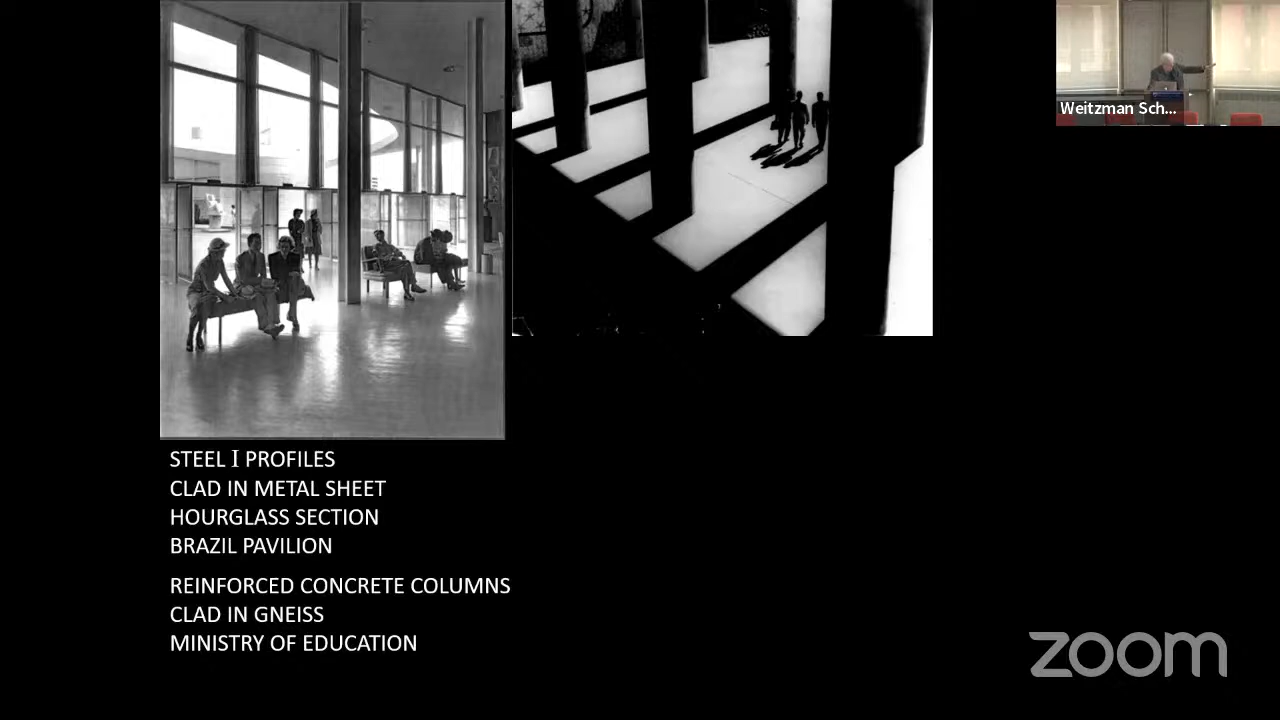 Weitzman Sch...
STEEL I PROFILES
CLAD IN METAL SHEET
HOURGLASS SECTION
BRAZIL PAVILION
REINFORCED CONCRETE COLUMNS
CLAD IN GNEISS
MINISTRY OF EDUCATION
zoom